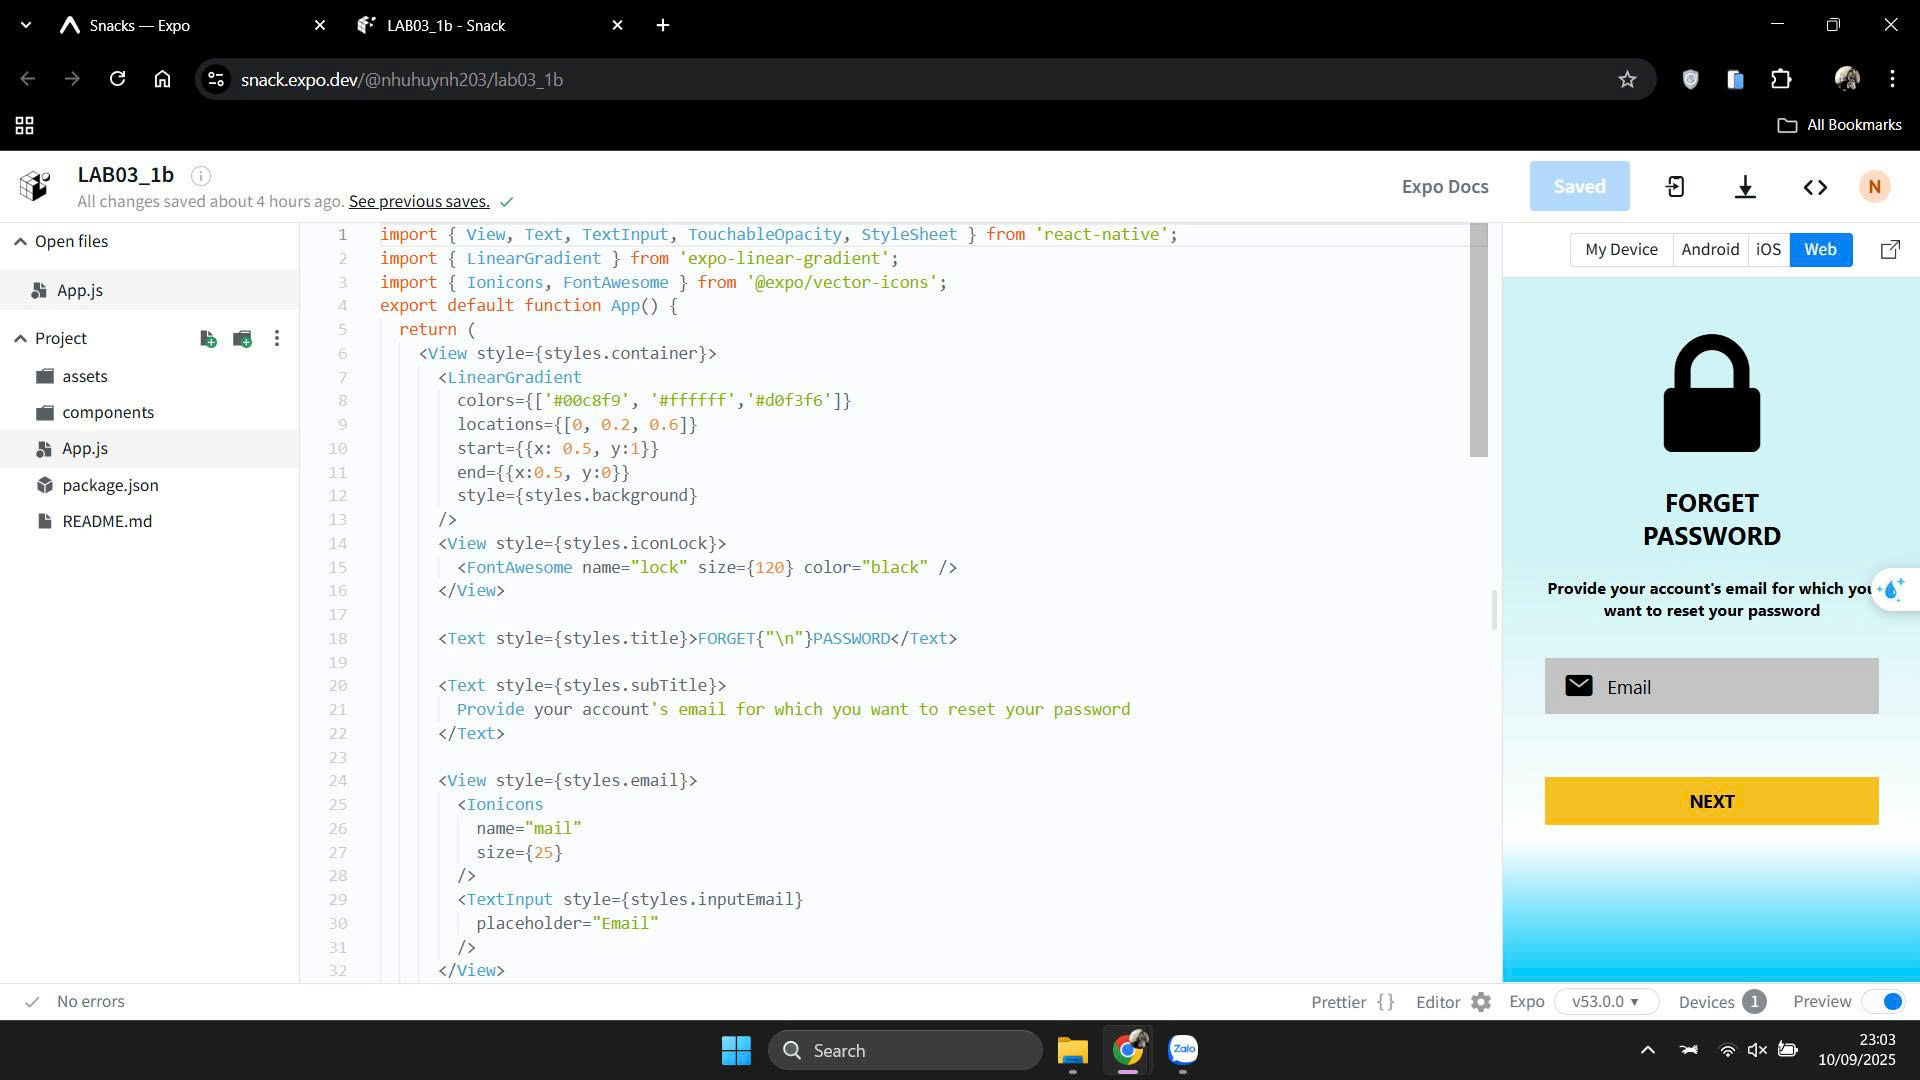 Snacks — Expo
LAB03_1b - Snack
snack.expo.dev/@nhuhuynh203/lab03_1b
All Bookmarks
LAB03_1b
All changes saved about 4 hours ago. See previous saves.
Expo Docs
Saved
N
Open files
App.js
Project
assets
components
App.js
package.json
README.md
1 import { View, Text, TextInput, TouchableOpacity, StyleSheet } from 'react-native';
2 import { LinearGradient } from 'expo-linear-gradient';
3 import { Ionicons, FontAwesome } from '@expo/vector-icons';
4 export default function App() {
5 return (
6 <View style={styles.container}>
7 <LinearGradient
8 colors={['#00c8f9', '#ffffff','#d0f3f6']}
9 locations={[0, 0.2, 0.6]}
10 start={{x: 0.5, y:1}}
11 end={{x:0.5, y:0}}
12 style={styles.background}
13 />
14 <View style={styles.iconLock}>
15 <FontAwesome name="lock" size={120} color="black" />
16 </View>
17
18 <Text style={styles.title}>FORGET{"\n"}PASSWORD</Text>
19
20 <Text style={styles.subTitle}>
21 Provide your account's email for which you want to reset your password
22 </Text>
23
24 <View style={styles.email}>
25 <Ionicons
26 name="mail"
27 size={25}
28 />
29 <TextInput style={styles.inputEmail}
30 placeholder="Email"
31 />
32 </View>
My Device
Android
iOS
Web
FORGET
PASSWORD
Provide your account's email for which you
want to reset your password
Email
NEXT
No errors
Prettier {}
Editor
Expo
v53.0.0
Devices 1
Preview
Search
Zalo
23:03
10/09/2025